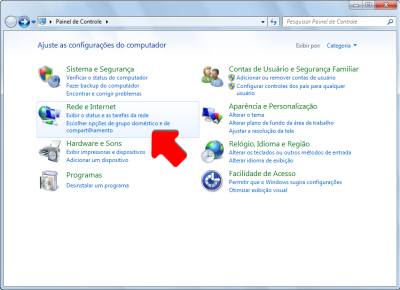 Painel de Controle
Pesquisar Painel de Controle
Ajuste as configurações do computador
Exibir por: Categoria
Sistema e Segurança
Verificar o status do computador
Fazer backup do computador
Encontrar e corrigir problemas
Rede e Internet
Exibir o status e as tarefas da rede
Escolher opções de grupo doméstico e de
compartilhamento
Hardware e Sons
Exibir impressoras e dispositivos
Adicionar um dispositivo
Programas
Desinstalar um programa
Contas de Usuário e Segurança Familiar
Adicionar ou remover contas de usuário
Configurar controles dos pais para qualquer
usuário
Aparência e Personalização
Alterar o tema
Alterar plano de fundo da área de trabalho
Ajustar a resolução da tela
Relógio, Idioma e Região
Alterar os teclados ou outros métodos de entrada
Alterar idioma de exibição
Facilidade de Acesso
Permitir que o Windows sugira configurações
Otimizar exibição visual